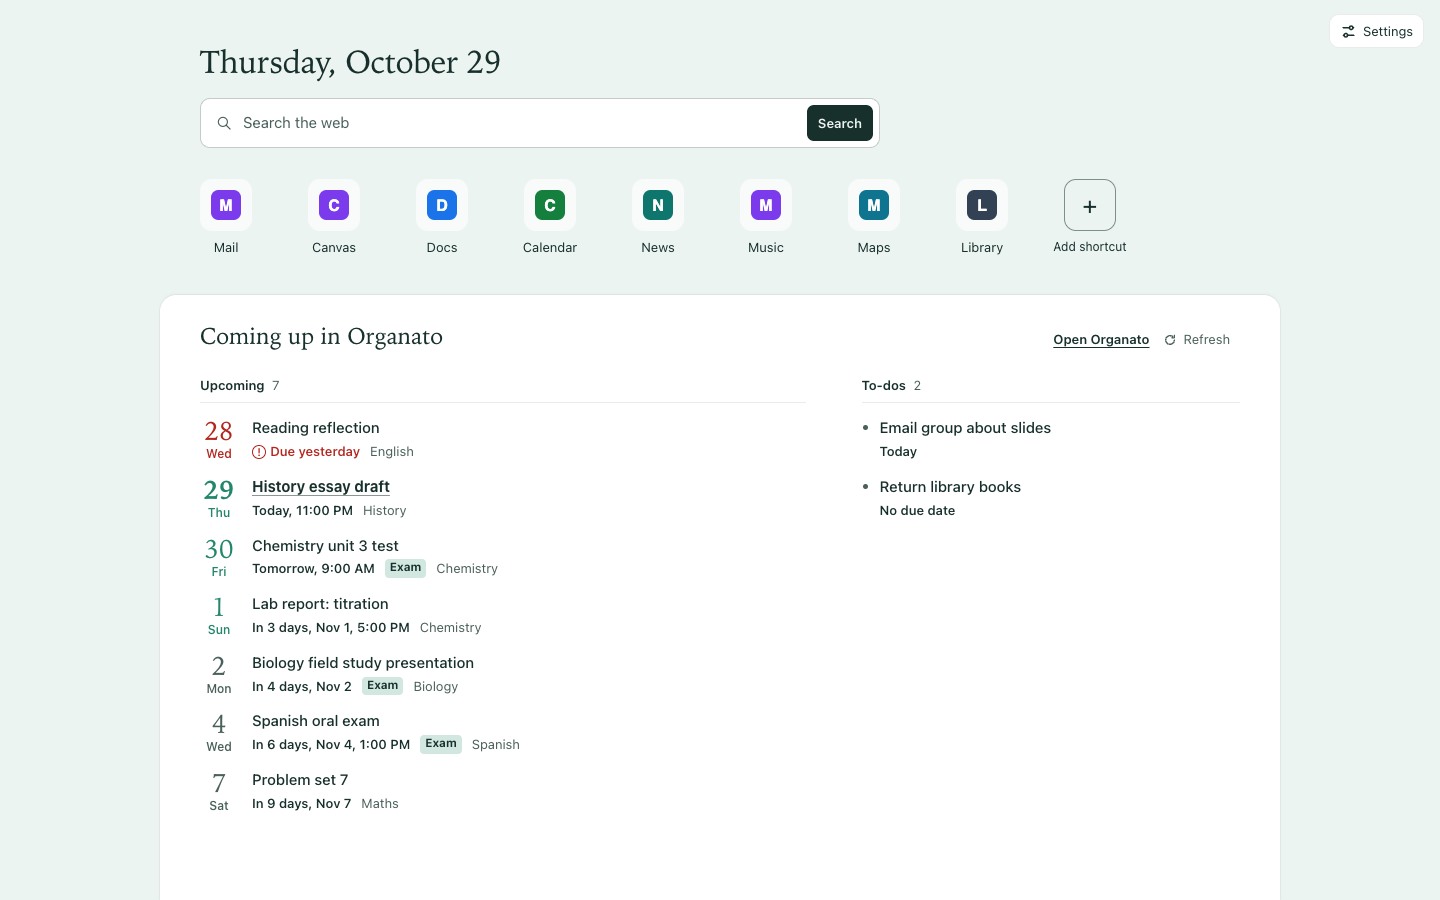 Settings
Thursday, October 29
Search the web
Search
M
C
D
C
N
M
M
L
+
Mail
Canvas
Docs
Calendar
News
Music
Maps
Library
Add shortcut
Coming up in Organato
Open Organato
Refresh
Upcoming 7
28
Wed
Reading reflection
Due yesterday English
29
Thu
History essay draft
Today, 11:00 PM History
30
Fri
Chemistry unit 3 test
Tomorrow, 9:00 AM Exam Chemistry
1
Sun
Lab report: titration
In 3 days, Nov 1, 5:00 PM Chemistry
2
Mon
Biology field study presentation
In 4 days, Nov 2 Exam Biology
4
Wed
Spanish oral exam
In 6 days, Nov 4, 1:00 PM Exam Spanish
7
Sat
Problem set 7
In 9 days, Nov 7 Maths
To-dos 2
Email group about slides
Today
Return library books
No due date